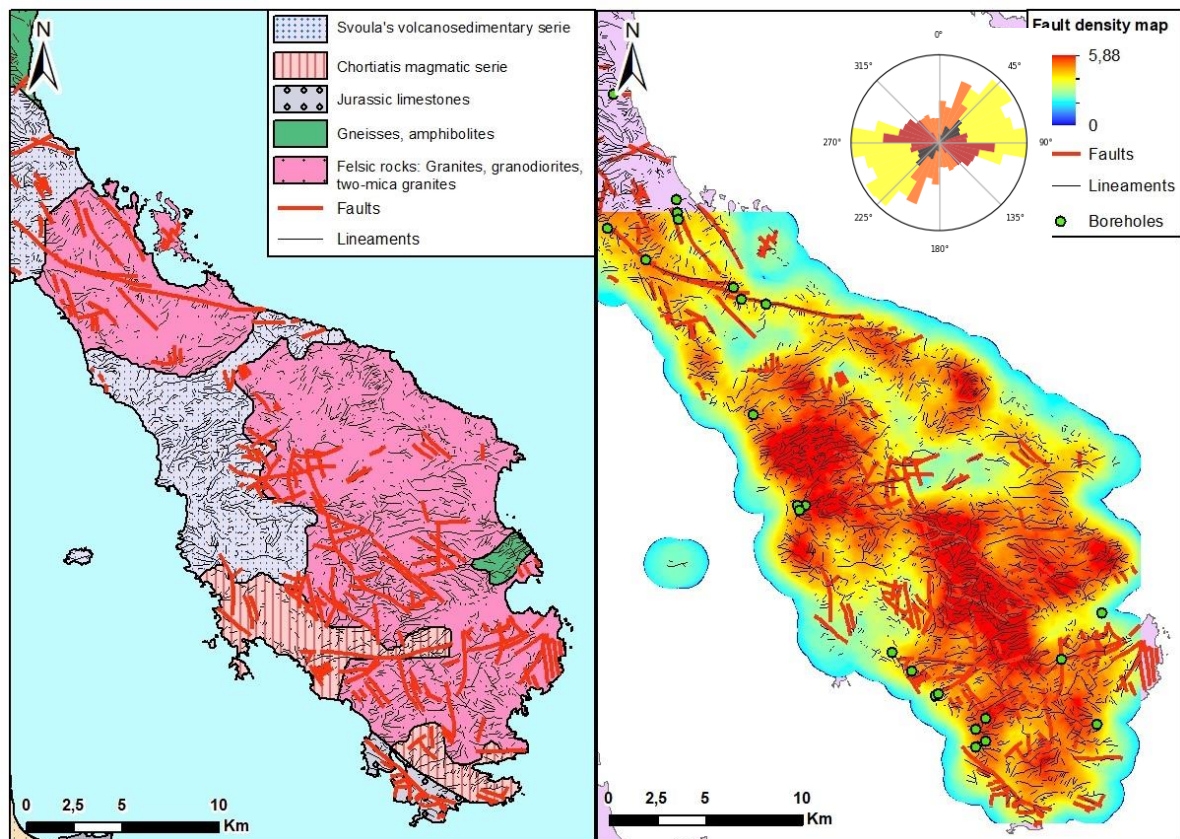 N
Svoula's volcanosedimentary serie
Chortiatis magmatic serie
Jurassic limestones
Gneisses, amphibolites
Felsic rocks: Granites, granodiorites,
two-mica granites
Faults
Lineaments
0 2,5 5 10
Km
N
Fault density map
5,88
0
Faults
Lineaments
Boreholes
0°
45°
90°
135°
180°
225°
270°
315°
0 2,5 5 10
Km